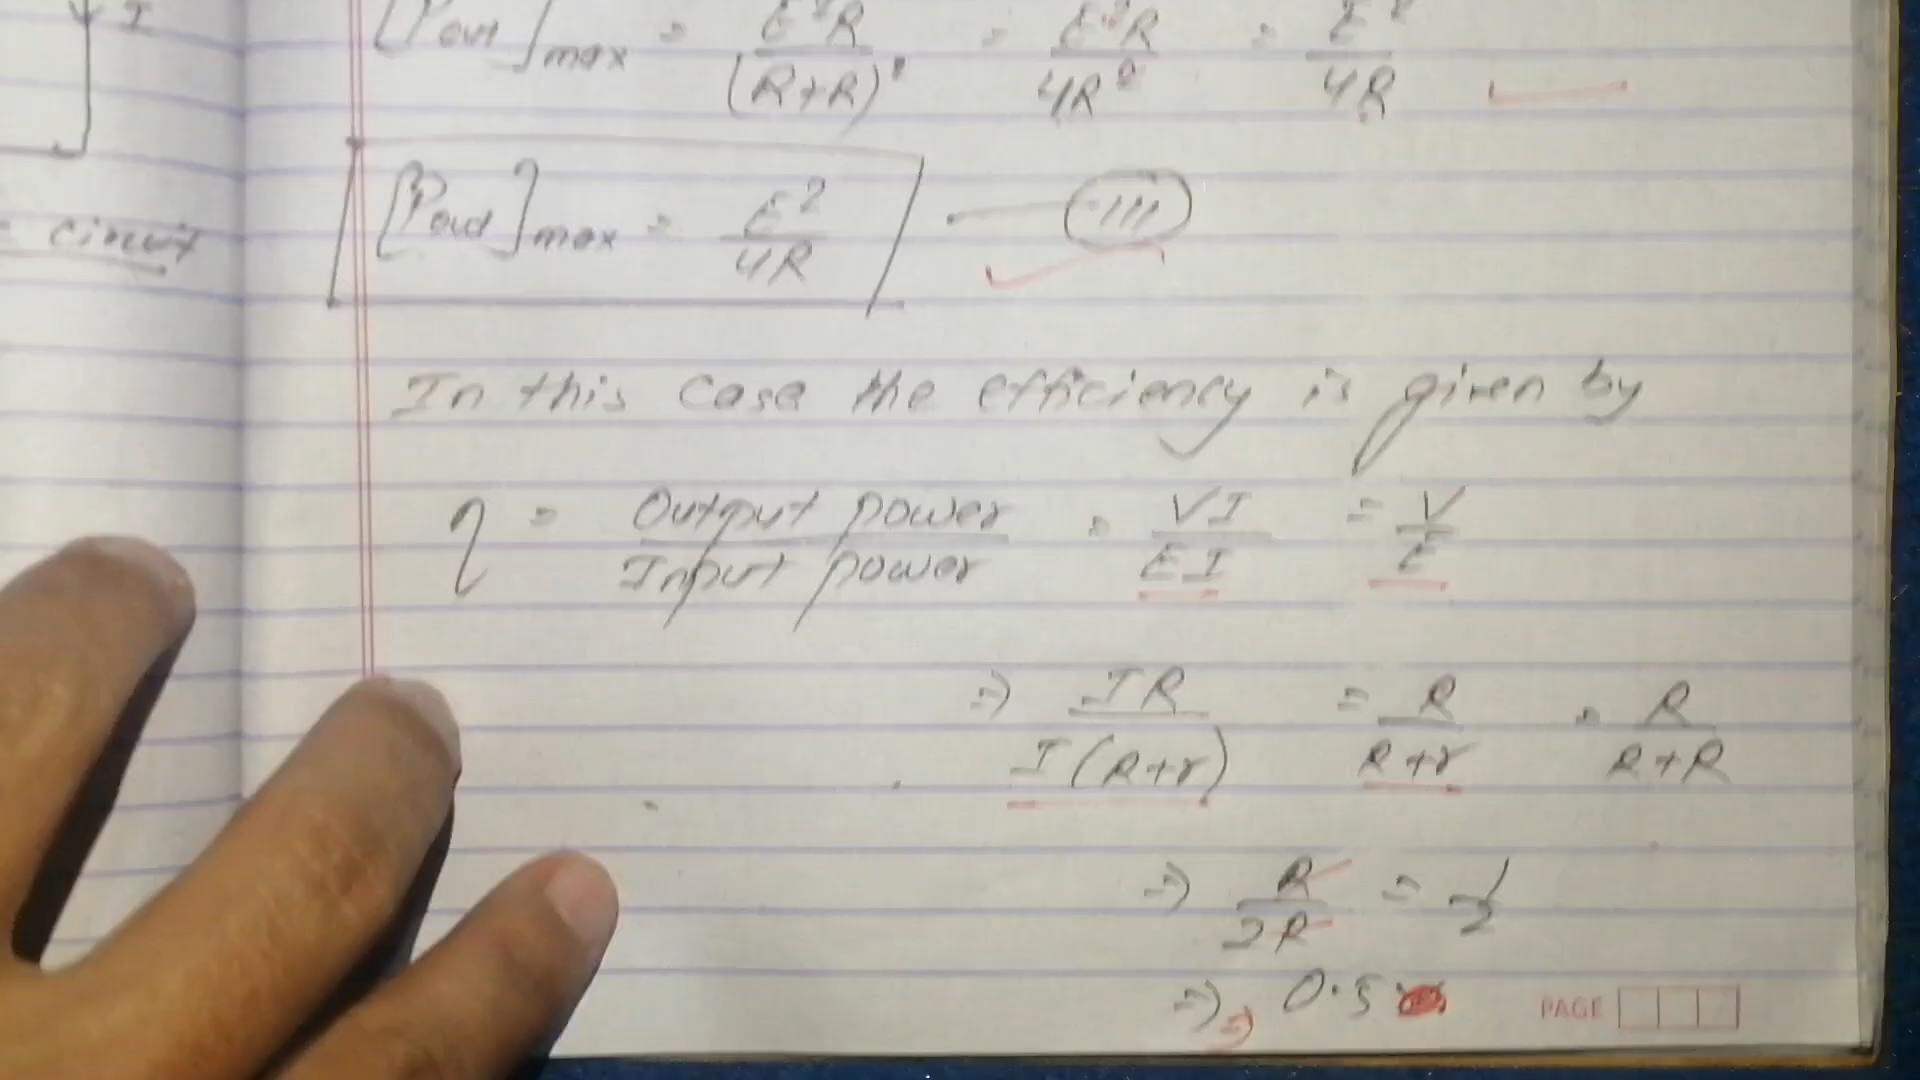 I
[Pout]max = E²R/(R+R)² = E²R/4R² = E²/4R
= circuit
[Pout]max = E²/4R — (iii)
In this case the efficiency is given by
η = Output power/Input power = VI/EI = V/E
=> IR/I(R+r) = R/R+r = R/R+R
=> R/2R = 1/2
=> => 0.5
PAGE